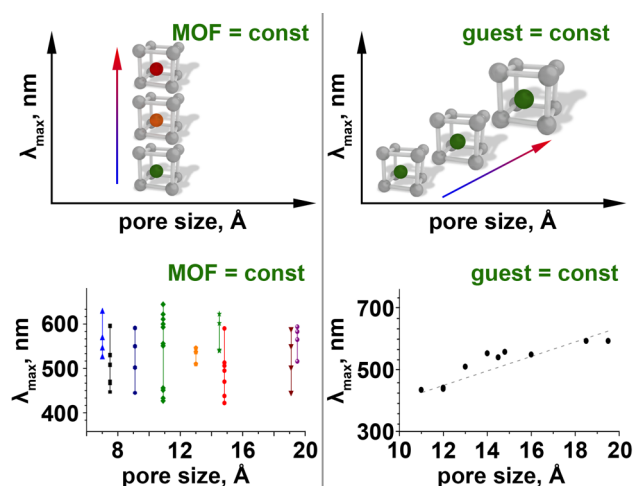 MOF = const
λmax, nm
pore size, Å
guest = const
λmax, nm
pore size, Å
MOF = const
λmax, nm
600
500
400
8
12
16
20
pore size, Å
guest = const
λmax, nm
700
500
300
10
12
14
16
18
20
pore size, Å